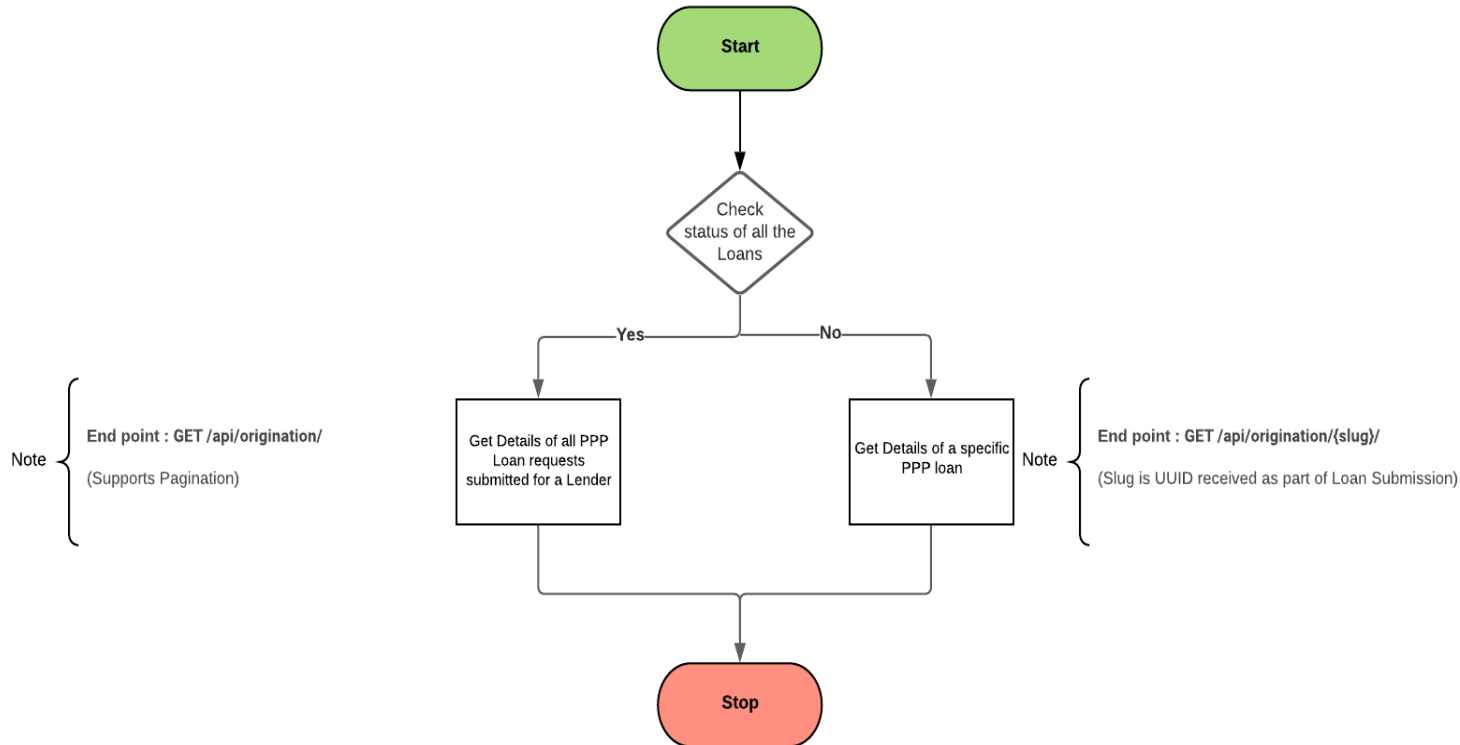 Start
Check
status of all the
Loans
Yes
No
Note
End point : GET /api/origination/
(Supports Pagination)
Get Details of all PPP
Loan requests
submitted for a Lender
Get Details of a specific
PPP loan
Note
End point : GET /api/origination/{slug}/
(Slug is UUID received as part of Loan Submission)
Stop